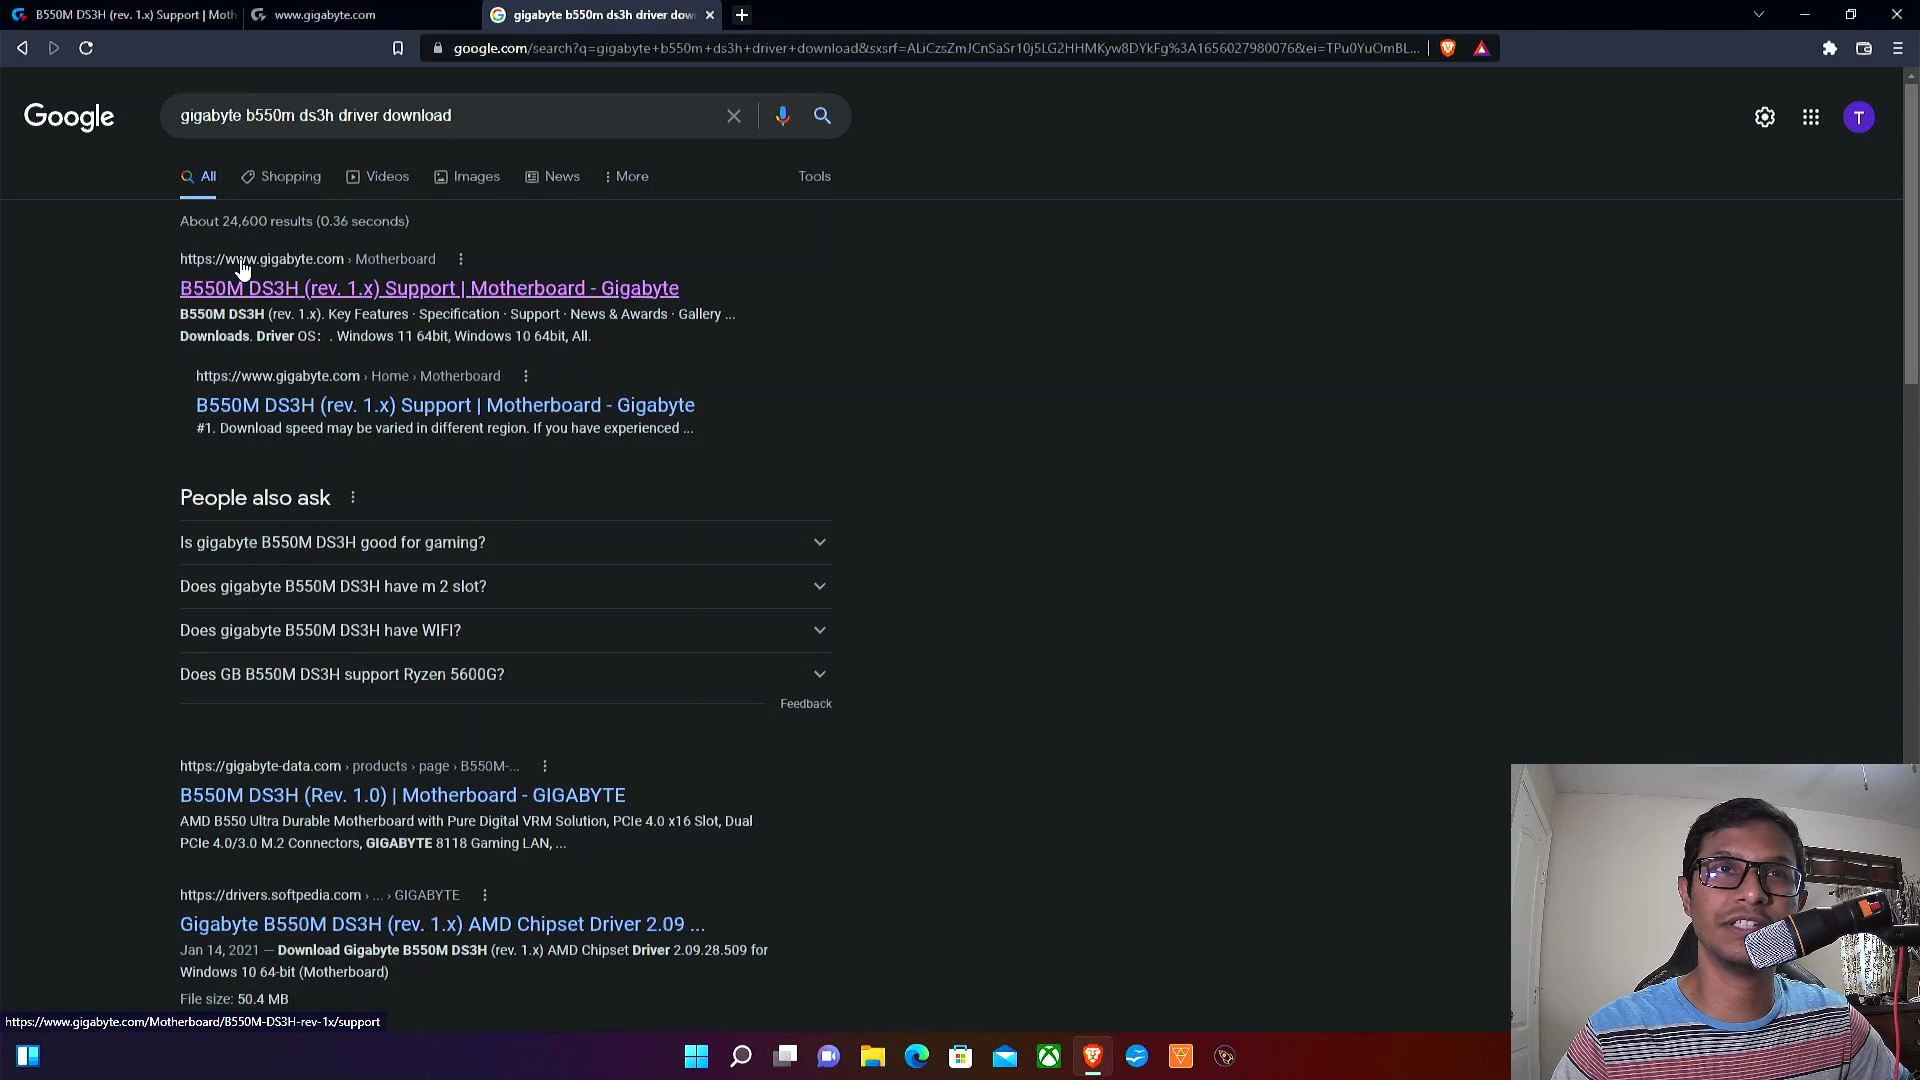 B550M DS3H (rev. 1.x) Support | Moth
www.gigabyte.com
gigabyte b550m ds3h driver dow
google.com/search?q=gigabyte+b550m+ds3h+driver+download&sxsrf=ALiCzsZmJCnSaSr10j5LG2HHMKyw8DYkFg%3A1656027980076&ei=TPu0YuOmBL...
Google
gigabyte b550m ds3h driver download
T
All
Shopping
Videos
Images
News
More
Tools
About 24,600 results (0.36 seconds)
https://www.gigabyte.com › Motherboard
B550M DS3H (rev. 1.x) Support | Motherboard - Gigabyte
B550M DS3H (rev. 1.x). Key Features · Specification · Support · News & Awards · Gallery ...
Downloads. Driver OS: . Windows 11 64bit, Windows 10 64bit, All.
https://www.gigabyte.com › Home › Motherboard
B550M DS3H (rev. 1.x) Support | Motherboard - Gigabyte
#1. Download speed may be varied in different region. If you have experienced ...
People also ask
Is gigabyte B550M DS3H good for gaming?
Does gigabyte B550M DS3H have m 2 slot?
Does gigabyte B550M DS3H have WIFI?
Does GB B550M DS3H support Ryzen 5600G?
Feedback
https://gigabyte-data.com › products › page › B550M-...
B550M DS3H (Rev. 1.0) | Motherboard - GIGABYTE
AMD B550 Ultra Durable Motherboard with Pure Digital VRM Solution, PCIe 4.0 x16 Slot, Dual
PCIe 4.0/3.0 M.2 Connectors, GIGABYTE 8118 Gaming LAN, ...
https://drivers.softpedia.com › ... › GIGABYTE
Gigabyte B550M DS3H (rev. 1.x) AMD Chipset Driver 2.09 ...
Jan 14, 2021 — Download Gigabyte B550M DS3H (rev. 1.x) AMD Chipset Driver 2.09.28.509 for
Windows 10 64-bit (Motherboard)
File size: 50.4 MB
https://www.gigabyte.com/Motherboard/B550M-DS3H-rev-1x/support